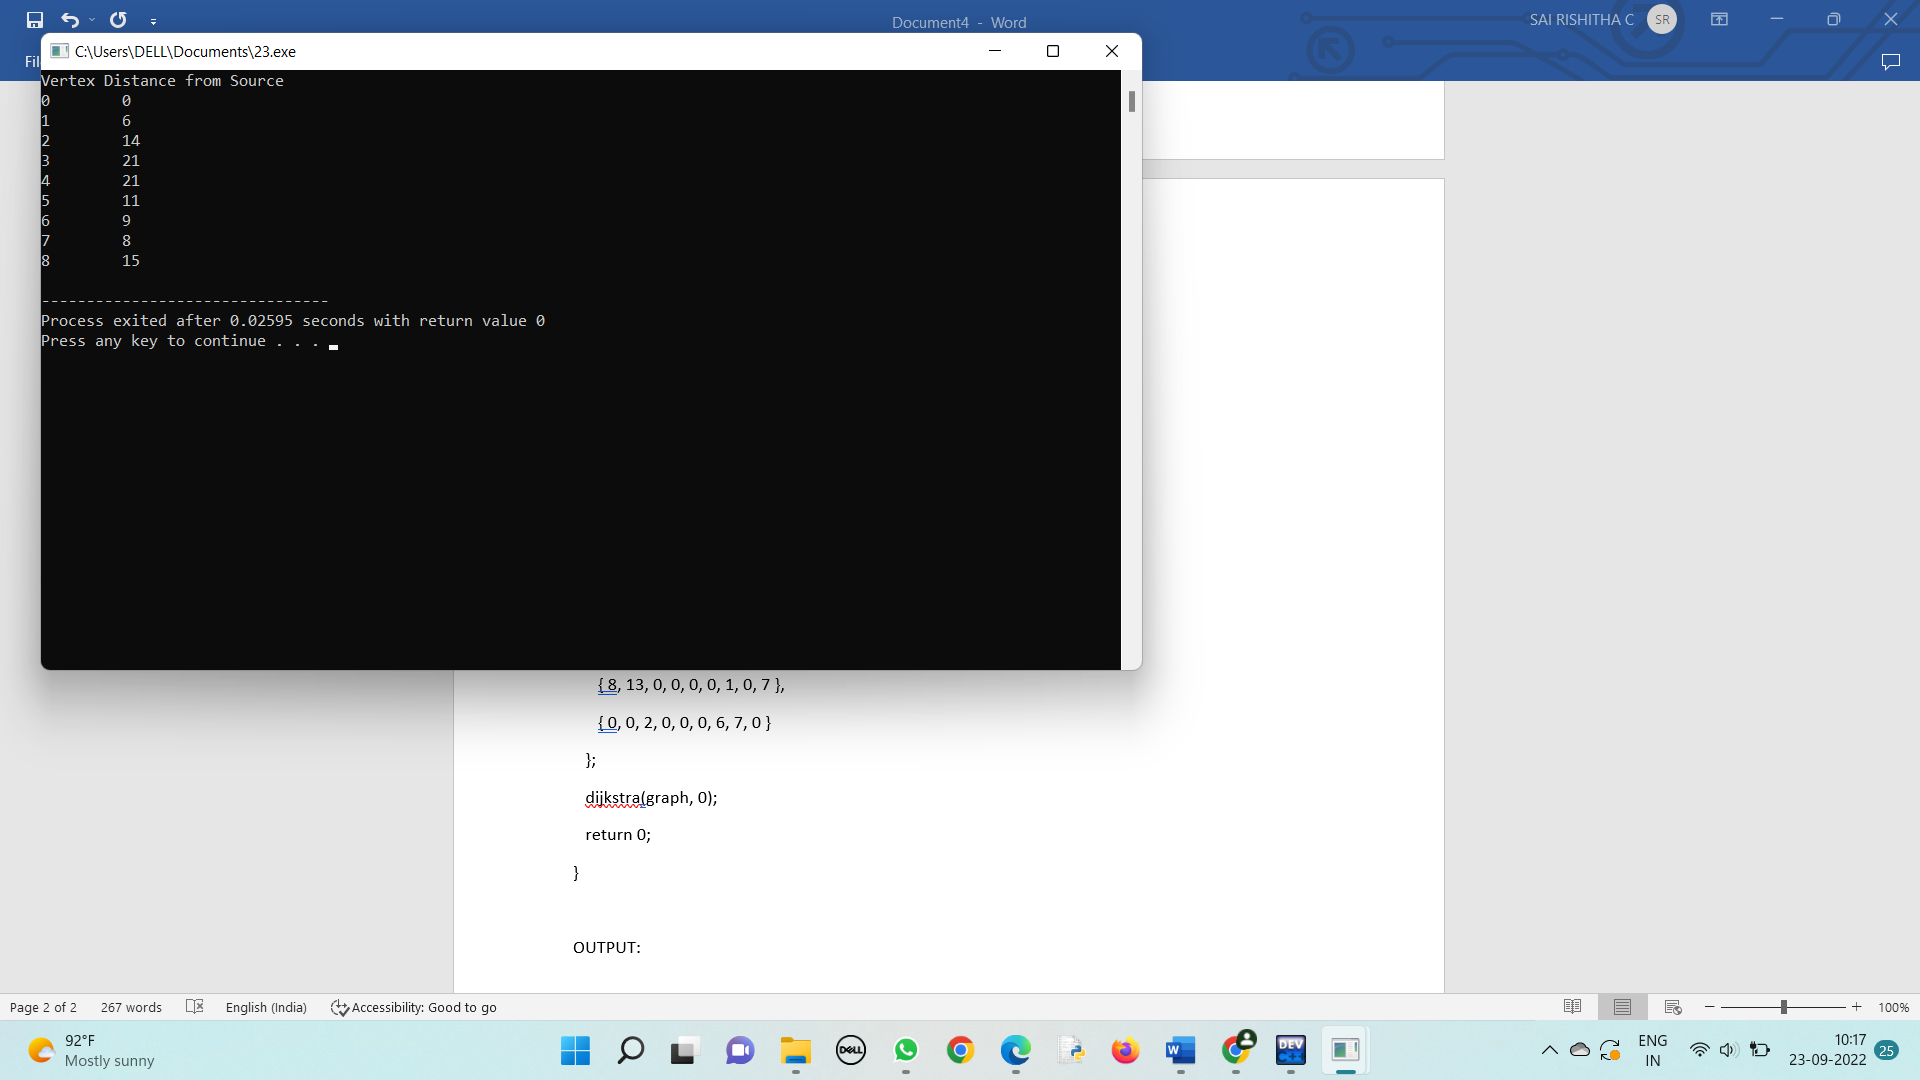 Document4 - Word
SAI RISHITHA C
SR
Fil
C:\Users\DELL\Documents\23.exe
Vertex Distance from Source
0 0
1 6
2 14
3 21
4 21
5 11
6 9
7 8
8 15
--------------------------------
Process exited after 0.02595 seconds with return value 0
Press any key to continue . . .
{ 8, 13, 0, 0, 0, 0, 1, 0, 7 },
{ 0, 0, 2, 0, 0, 0, 6, 7, 0 }
};
dijkstra(graph, 0);
return 0;
}
OUTPUT:
Page 2 of 2 267 words English (India) Accessibility: Good to go 100%
92°F
Mostly sunny
DELL
W
DEV
C++
ENG
IN
10:17
23-09-2022
25